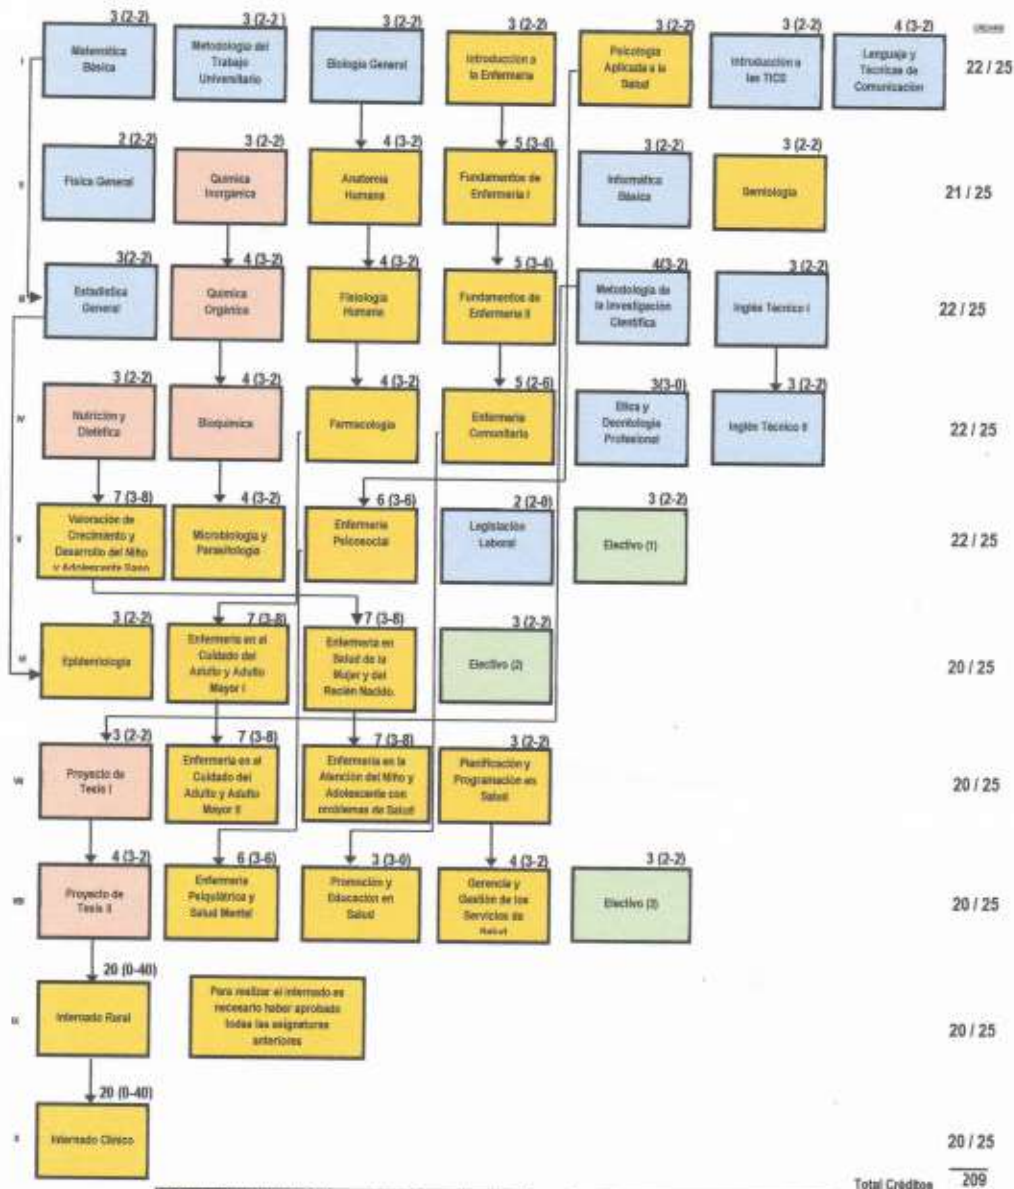 3 (2-2) 3 (2-2) 3 (2-2) 3 (2-2) 3 (2-2) 3 (2-2) 4 (3-2)
I
Matemática
Básica
Metodología del
Trabajo
Universitario
Biología General
Introduccion a
la Enfermería
Psicología
Aplicada a la
Salud
Introduccion a
las TICS
Lenguaje y
Técnicas de
Comunicación
22 / 25
2 (2-2) 3 (2-2) 4 (3-2) 5 (3-4) 3 (2-2) 3 (2-2)
II
Física General
Química
Inorgánica
Anatomía
Humana
Fundamentos de
Enfermería I
Informática
Básica
21 / 25
3(2-2) 4 (3-2) 4 (3-2) 5 (3-4) 4(3-2) 3 (2-2)
III
Estadística
General
Química
Orgánica
Fisiología
Humana
Fundamentos de
Enfermería II
Metodología de
la Investigación
Científica
Inglés Técnico I
22 / 25
3 (2-2) 4 (3-2) 4 (3-2) 5 (2-6) 3(3-0) 3 (2-2)
IV
Nutrición y
Dietética
Bioquímica
Farmacología
Enfermería
Comunitaria
Etica y
Deontología
Profesional
Inglés Técnico II
22 / 25
7 (3-8) 4 (3-2) 6 (3-6) 2 (2-0) 3 (2-2)
V
Valoración de
Crecimiento y
Desarrollo del Niño
y Adolescente Sano
Microbiología y
Parasitología
Enfermería
Psicosocial
Legislación
Laboral
Electivo (1)
22 / 25
3 (2-2) 7 (3-8) 7 (3-8) 3 (2-2)
VI
Epidemiología
Enfermería en el
Cuidado del
Adulto y Adulto
Mayor I
Enfermería en
Salud de la
Mujer y del
Recién Nacido.
Electivo (2)
20 / 25
3 (2-2) 7 (3-8) 7 (3-8) 3 (2-2)
VII
Proyecto de
Tesis I
Enfermería en el
Cuidado del
Adulto y Adulto
Mayor II
Enfermería en la
Atención del Niño y
Adolescente con
problemas de Salud
Planificación y
Programación en
Salud
20 / 25
4 (3-2) 6 (3-6) 3 (3-0) 4 (3-2) 3 (2-2)
VIII
Proyecto de
Tesis II
Enfermería
Psiquiátrica y
Salud Mental
Promoción y
Educación en
Salud
Gerencia y
Gestión de los
Servicios de
Salud
Electivo (3)
20 / 25
20 (0-40)
IX
Internado Rural
Para realizar el internado es
necesario haber aprobado
todas las asignaturas
anteriores
20 / 25
20 (0-40)
X
Internado Clínico
20 / 25
Total Créditos 209